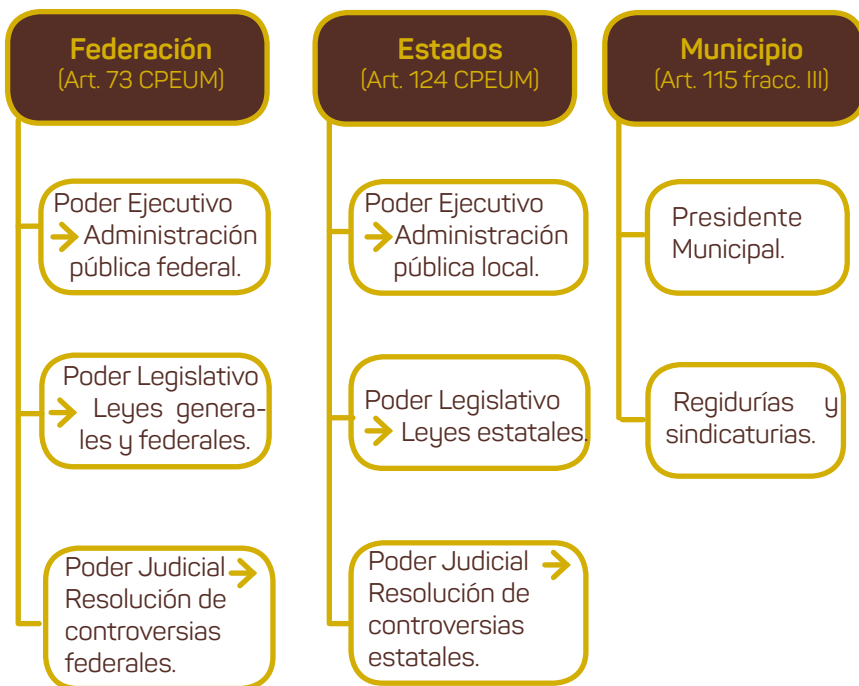 Federación
(Art. 73 CPEUM)
Poder Ejecutivo
→ Administración
pública federal.
Poder Legislativo
→ Leyes genera-
les y federales.
Poder Judicial →
Resolución de
controversias
federales.
Estados
(Art. 124 CPEUM)
Poder Ejecutivo
→ Administración
pública local.
Poder Legislativo
→ Leyes estatales.
Poder Judicial →
Resolución de
controversias
estatales.
Municipio
(Art. 115 fracc. III)
Presidente
Municipal.
Regidurías y
sindicaturias.